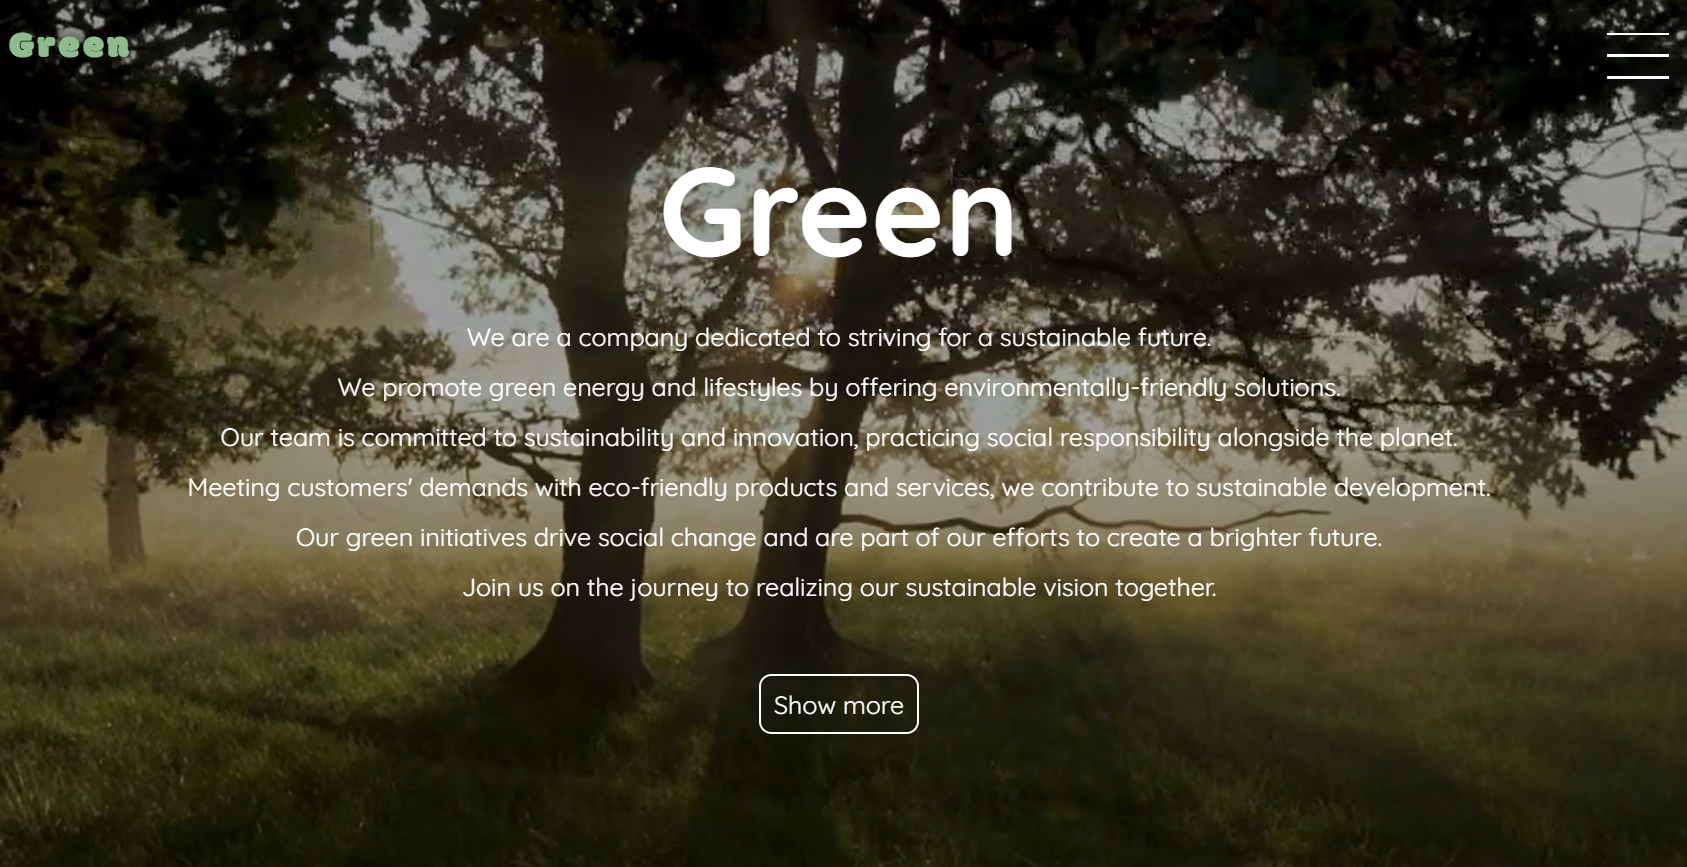 Green
Green
We are a company dedicated to striving for a sustainable future.
We promote green energy and lifestyles by offering environmentally-friendly solutions.
Our team is committed to sustainability and innovation, practicing social responsibility alongside the planet.
Meeting customers' demands with eco-friendly products and services, we contribute to sustainable development.
Our green initiatives drive social change and are part of our efforts to create a brighter future.
Join us on the journey to realizing our sustainable vision together.
Show more